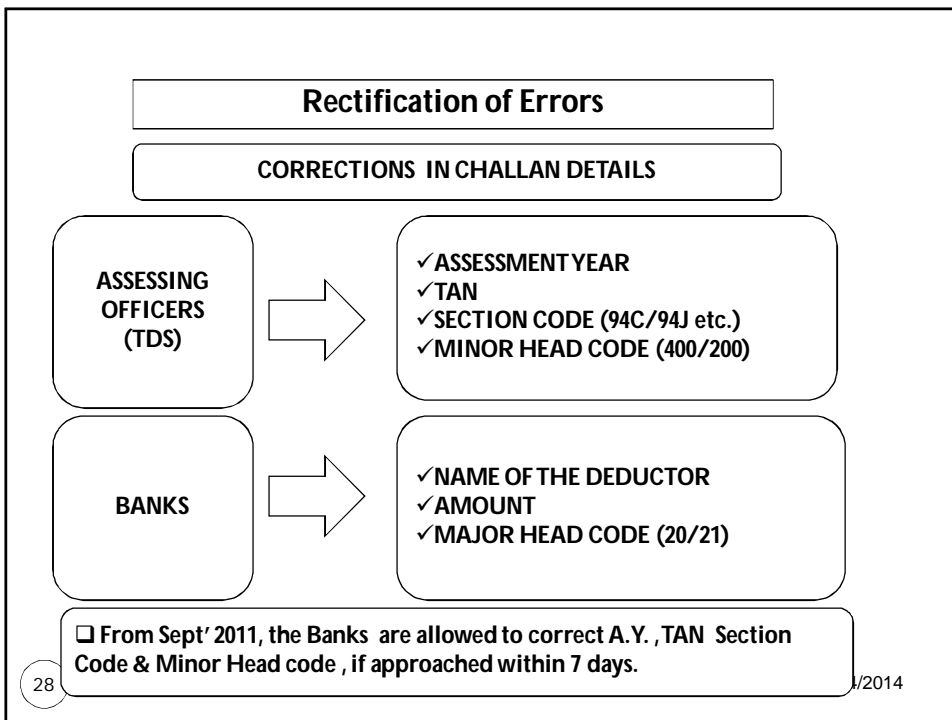 Rectification of Errors
CORRECTIONS IN CHALLAN DETAILS
ASSESSING
OFFICERS
(TDS)
✓ASSESSMENT YEAR
✓TAN
✓SECTION CODE (94C/94J etc.)
✓MINOR HEAD CODE (400/200)
BANKS
✓NAME OF THE DEDUCTOR
✓AMOUNT
✓MAJOR HEAD CODE (20/21)
❑ From Sept' 2011, the Banks are allowed to correct A.Y. , TAN Section
Code & Minor Head code , if approached within 7 days.
28
/2014